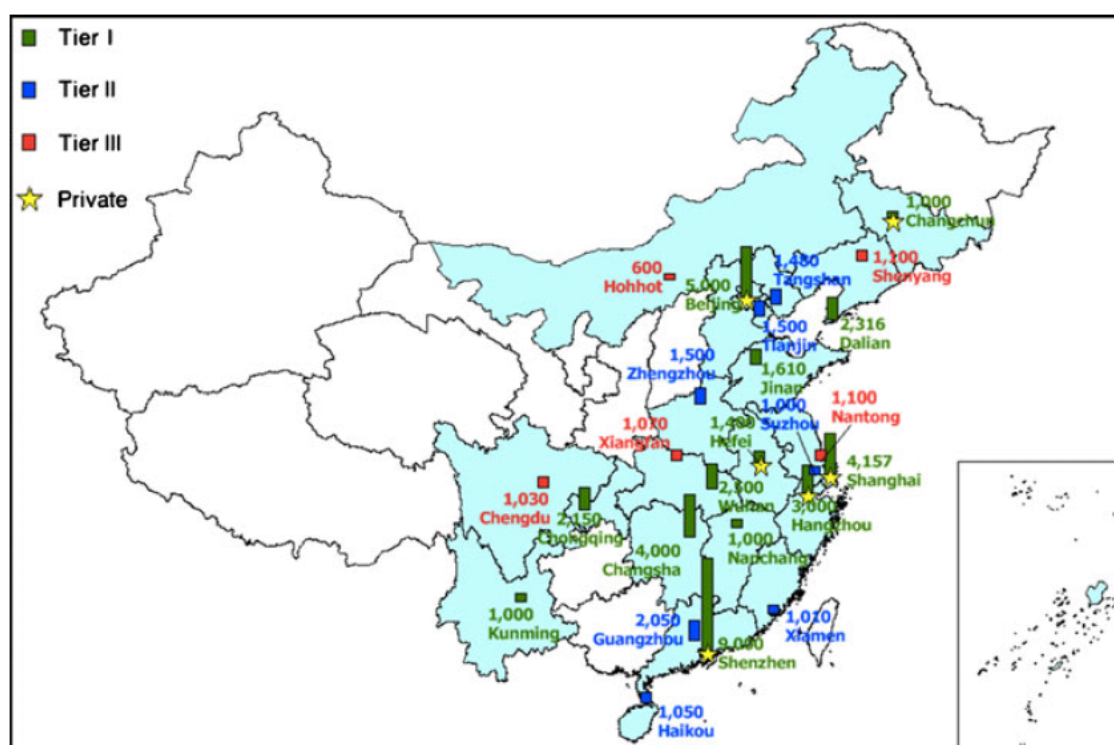 Tier I
Tier II
Tier III
Private
1,000
Changchun
1,100
Shenyang
600
Hohhot
1,480
Tangshan
5,000
Beijing
1,500
Tianjin
2,316
Dalian
1,500
Zhengzhou
1,610
Jinan
1,000
Suzhou
1,100
Nantong
1,070
Xiangfan
1,400
Hefei
4,157
Shanghai
1,030
Chengdu
2,150
Chongqing
2,500
Wuhan
3,000
Hangzhou
4,000
Changsha
1,000
Nanchang
1,000
Kunming
2,050
Guangzhou
1,010
Xiamen
9,000
Shenzhen
1,050
Haikou